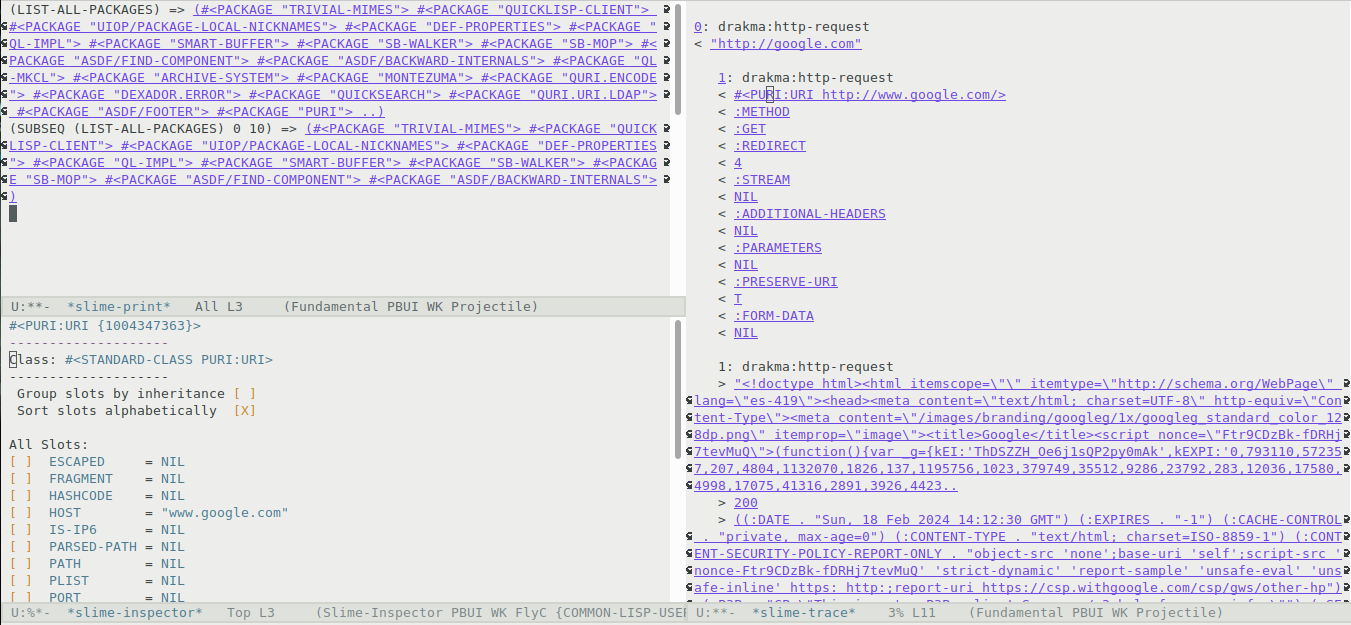 (LIST-ALL-PACKAGES) => (#<PACKAGE "TRIVIAL-MIMES"> #<PACKAGE "QUICKLISP-CLIENT">
#<PACKAGE "UIOP/PACKAGE-LOCAL-NICKNAMES"> #<PACKAGE "DEF-PROPERTIES"> #<PACKAGE "
QL-IMPL"> #<PACKAGE "SMART-BUFFER"> #<PACKAGE "SB-WALKER"> #<PACKAGE "SB-MOP"> #<
PACKAGE "ASDF/FIND-COMPONENT"> #<PACKAGE "ASDF/BACKWARD-INTERNALS"> #<PACKAGE "QL
-MKCL"> #<PACKAGE "ARCHIVE-SYSTEM"> #<PACKAGE "MONTEZUMA"> #<PACKAGE "QURI.ENCODE
"> #<PACKAGE "DEXADOR.ERROR"> #<PACKAGE "QUICKSEARCH"> #<PACKAGE "QURI.URI.LDAP">
 #<PACKAGE "ASDF/FOOTER"> #<PACKAGE "PURI"> ..)
(SUBSEQ (LIST-ALL-PACKAGES) 0 10) => (#<PACKAGE "TRIVIAL-MIMES"> #<PACKAGE "QUICK
LISP-CLIENT"> #<PACKAGE "UIOP/PACKAGE-LOCAL-NICKNAMES"> #<PACKAGE "DEF-PROPERTIES
"> #<PACKAGE "QL-IMPL"> #<PACKAGE "SMART-BUFFER"> #<PACKAGE "SB-WALKER"> #<PACKAG
E "SB-MOP"> #<PACKAGE "ASDF/FIND-COMPONENT"> #<PACKAGE "ASDF/BACKWARD-INTERNALS">
)
U:**-  *slime-print*   All L3     (Fundamental PBUI WK Projectile)
#<PURI:URI {1004347363}>
--------------------
Class: #<STANDARD-CLASS PURI:URI>
--------------------
 Group slots by inheritance [ ]
 Sort slots alphabetically  [X]
All Slots:
[ ]  ESCAPED     = NIL
[ ]  FRAGMENT    = NIL
[ ]  HASHCODE    = NIL
[ ]  HOST        = "www.google.com"
[ ]  IS-IP6      = NIL
[ ]  PARSED-PATH = NIL
[ ]  PATH        = NIL
[ ]  PLIST       = NIL
[ ]  PORT        = NIL
U:%*-  *slime-inspector*   Top L3     (Slime-Inspector PBUI WK FlyC {COMMON-LISP-USER
0: drakma:http-request
< "http://google.com"
1: drakma:http-request
< #<PURI:URI http://www.google.com/>
< :METHOD
< :GET
< :REDIRECT
< 4
< :STREAM
< NIL
< :ADDITIONAL-HEADERS
< NIL
< :PARAMETERS
< NIL
< :PRESERVE-URI
< T
< :FORM-DATA
< NIL
1: drakma:http-request
> "<!doctype html><html itemscope=\"\" itemtype=\"http://schema.org/WebPage\"
lang=\"es-419\"><head><meta content=\"text/html; charset=UTF-8\" http-equiv=\"Con
tent-Type\"><meta content=\"/images/branding/googleg/1x/googleg_standard_color_12
8dp.png\" itemprop=\"image\"><title>Google</title><script nonce=\"Ftr9CDzBk-fDRHj
7tevMuQ\">(function(){var _g={kEI:'ThDSZZH_Oe6j1sQP2py0mAk',kEXPI:'0,793110,57235
7,207,4804,1132070,1826,137,1195756,1023,379749,35512,9286,23792,283,12036,17580,
4998,17075,41316,2891,3926,4423..
> 200
> ((:DATE . "Sun, 18 Feb 2024 14:12:30 GMT") (:EXPIRES . "-1") (:CACHE-CONTROL
 . "private, max-age=0") (:CONTENT-TYPE . "text/html; charset=ISO-8859-1") (:CONT
ENT-SECURITY-POLICY-REPORT-ONLY . "object-src 'none';base-uri 'self';script-src '
nonce-Ftr9CDzBk-fDRHj7tevMuQ' 'strict-dynamic' 'report-sample' 'unsafe-eval' 'uns
afe-inline' https: http:;report-uri https://csp.withgoogle.com/csp/gws/other-hp")
U:**-  *slime-trace*    3% L11    (Fundamental PBUI WK Projectile)